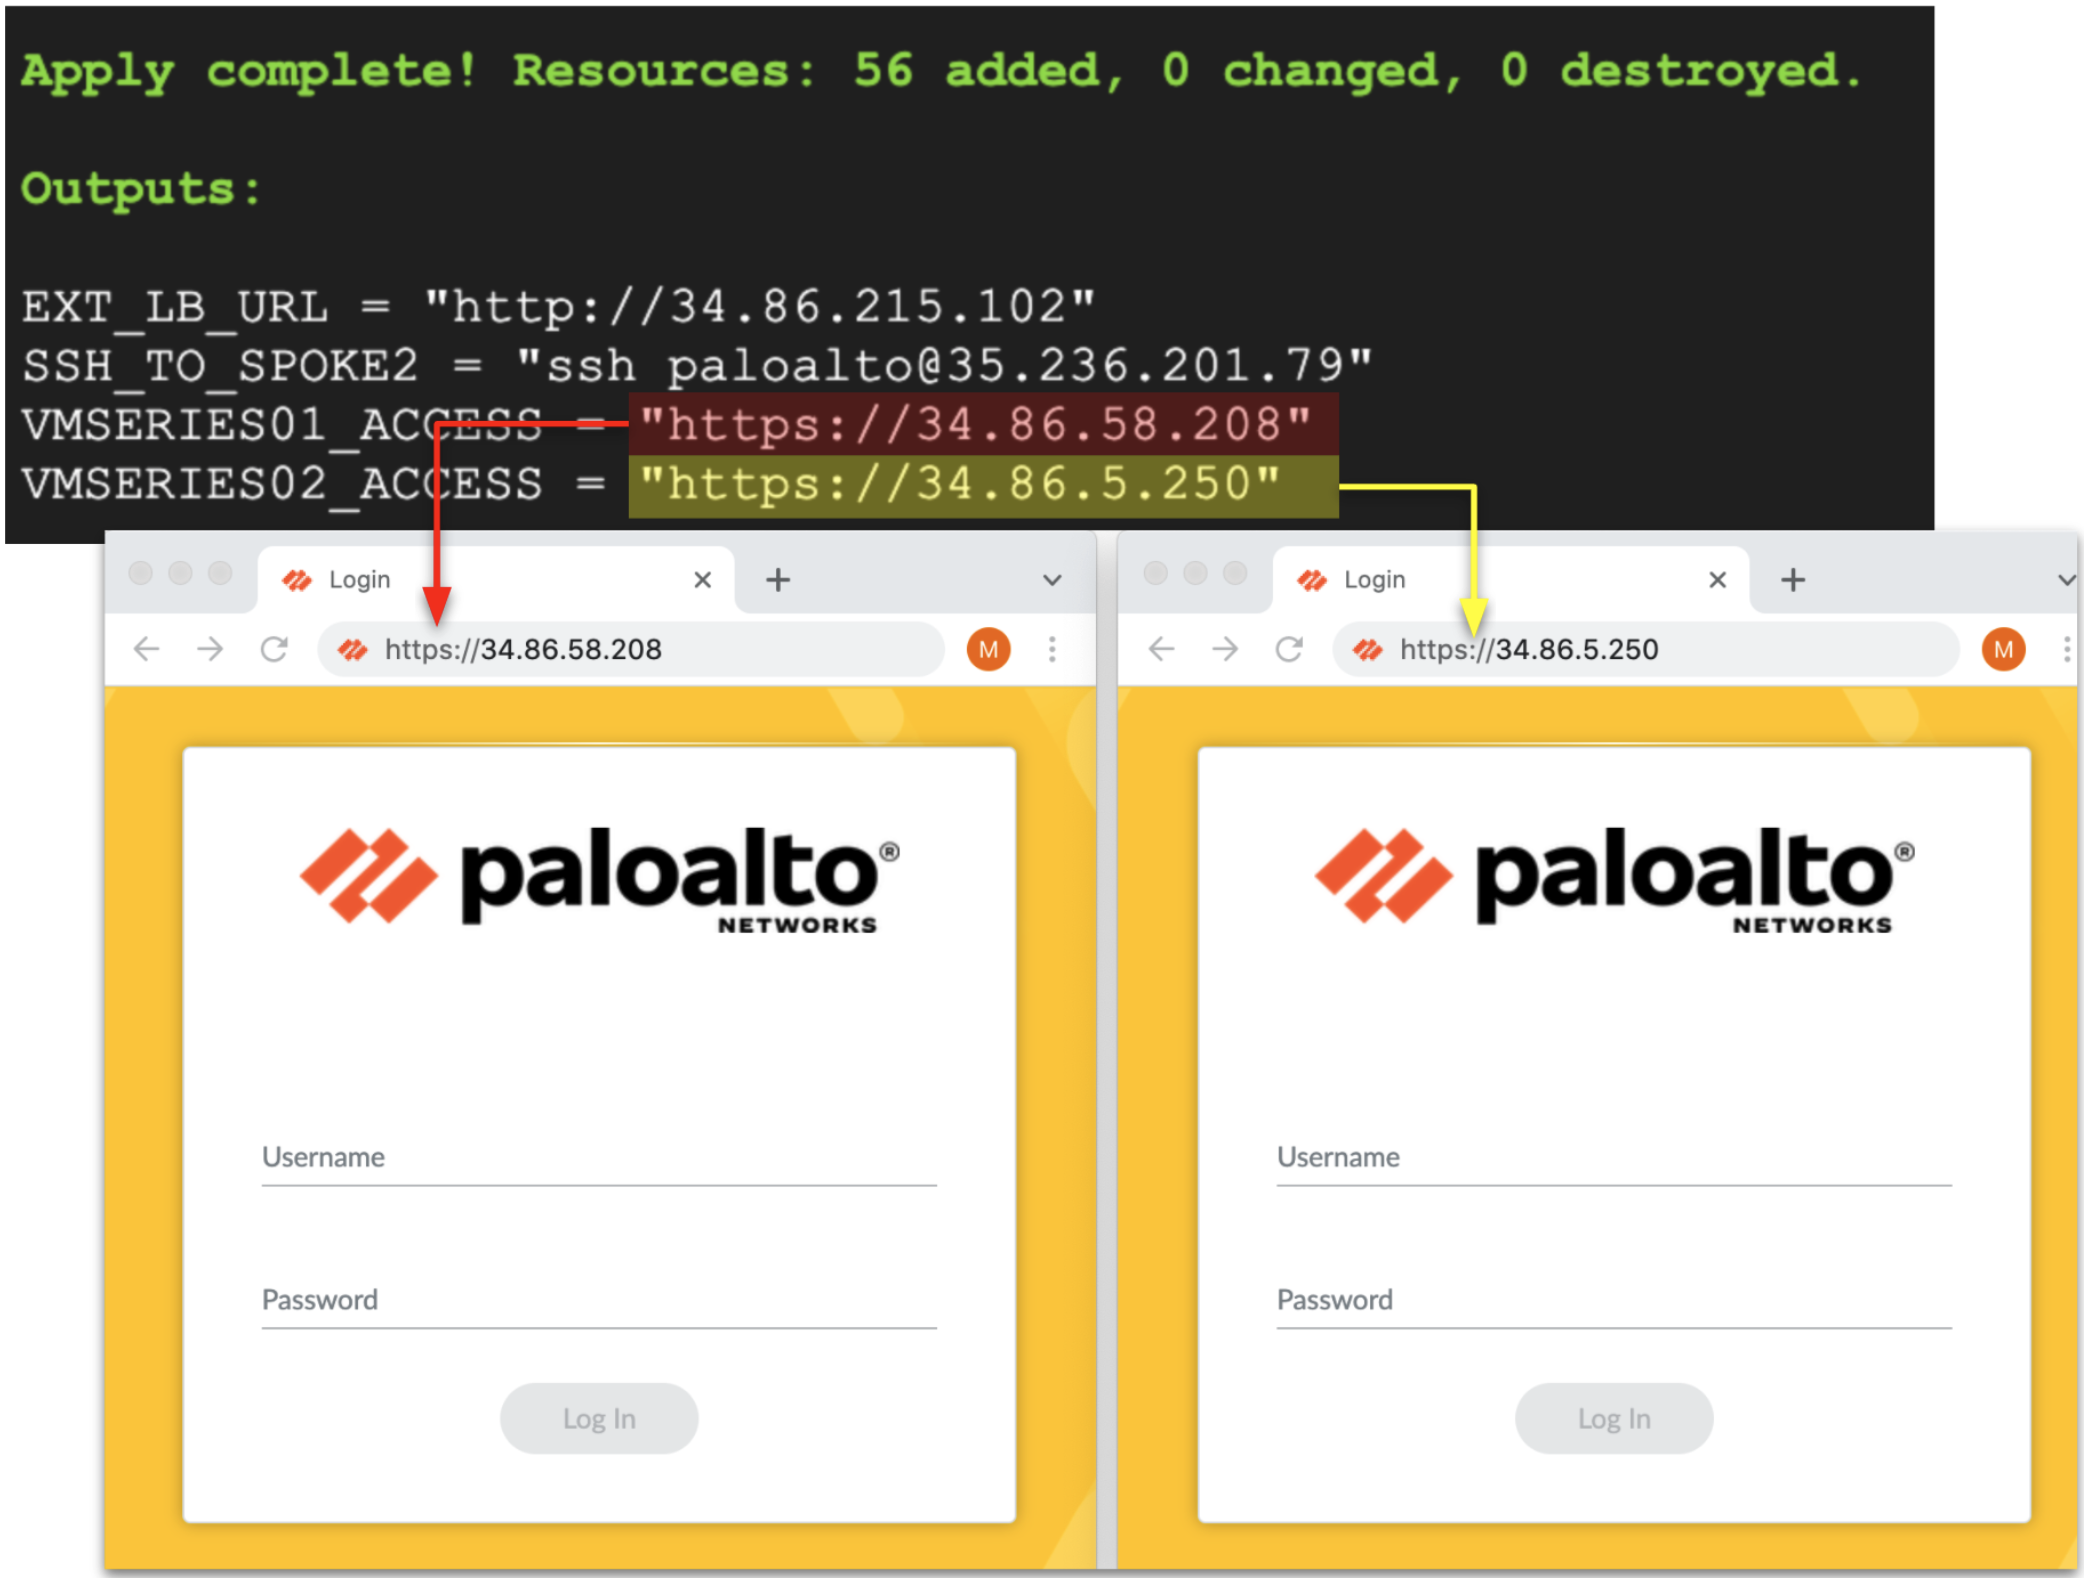 Apply complete! Resources: 56 added, 0 changed, 0 destroyed.
Outputs:
EXT_LB_URL = "http://34.86.215.102"
SSH_TO_SPOKE2 = "ssh paloalto@35.236.201.79"
VMSERIES01_ACCESS = "https://34.86.58.208"
VMSERIES02_ACCESS = "https://34.86.5.250"
Login
https://34.86.58.208
M
paloalto®
NETWORKS
Username
Password
Log In
Login
https://34.86.5.250
M
paloalto®
NETWORKS
Username
Password
Log In